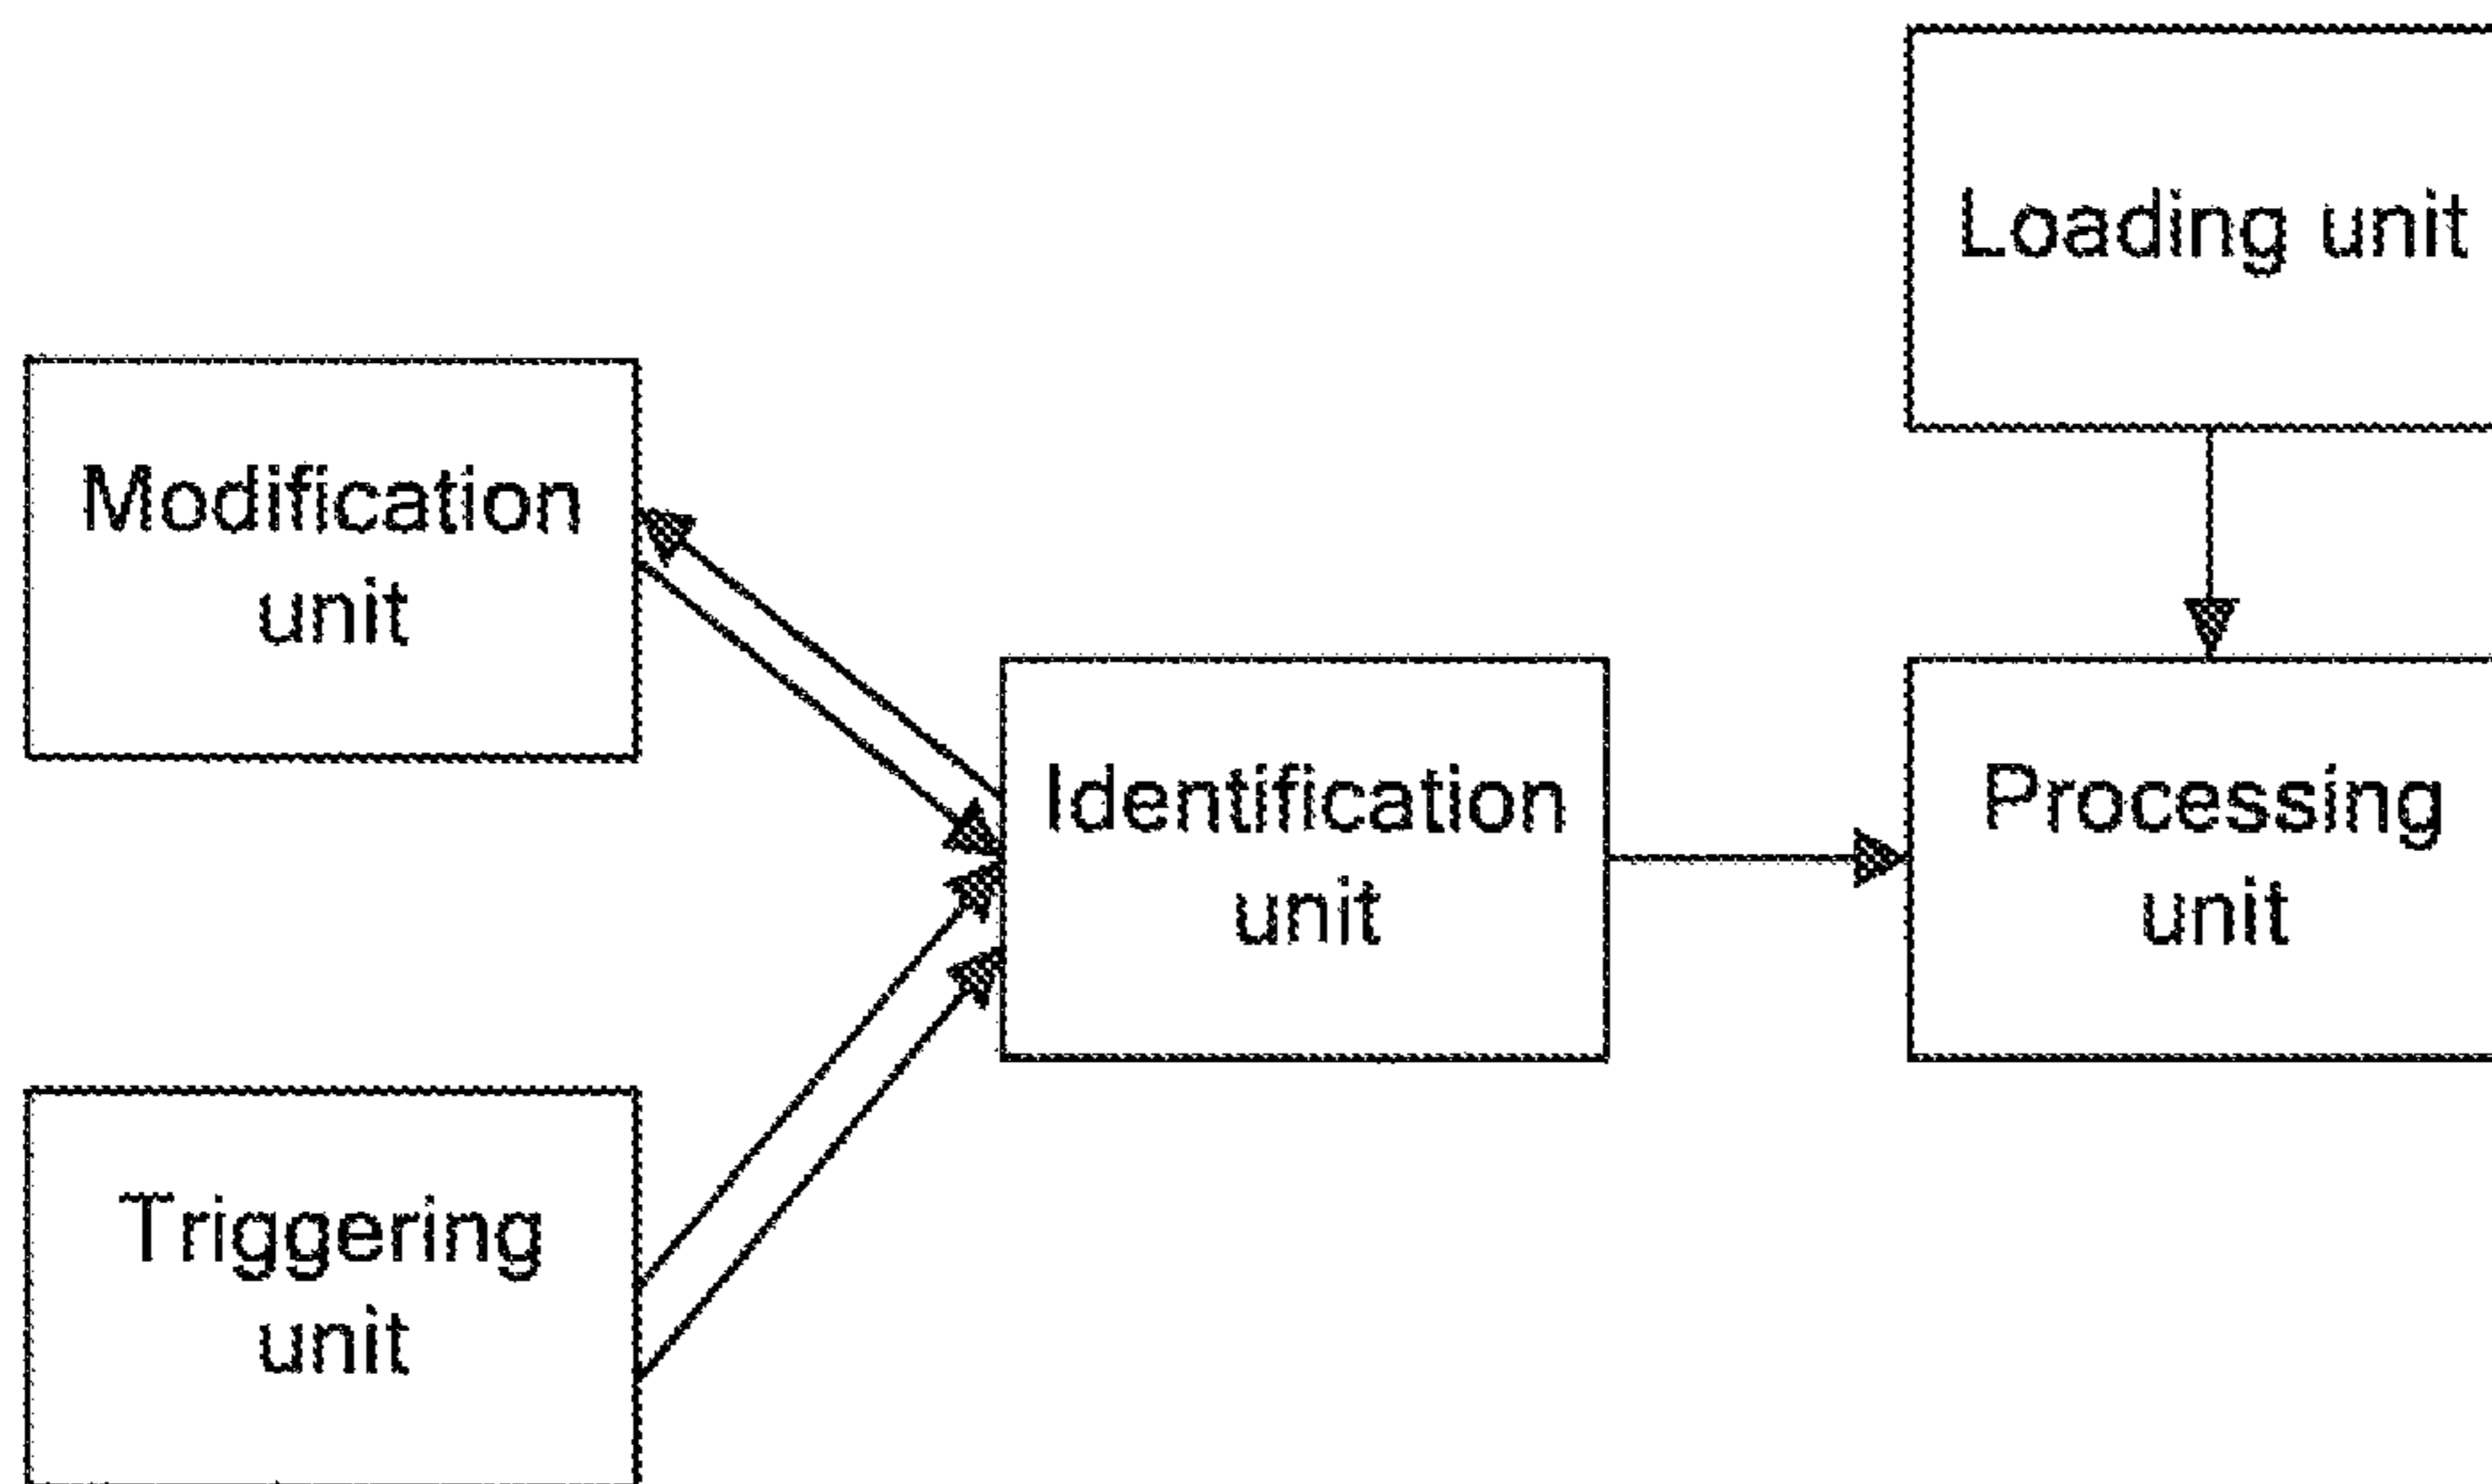 Loading unit
Modification
unit
Identification
unit
Processing
unit
Triggering
unit